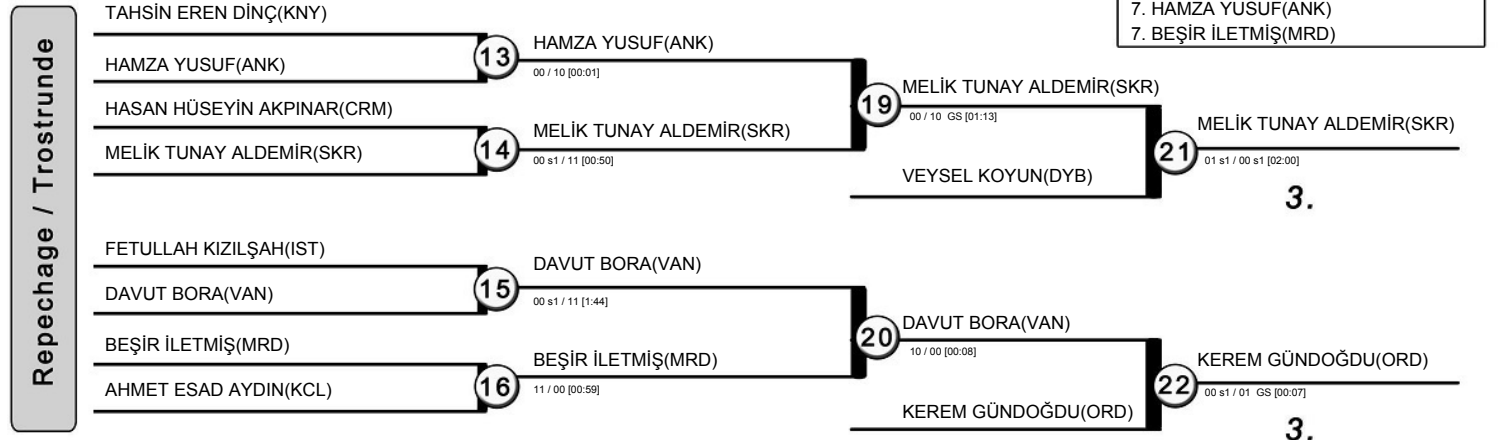 Repechage / Trostrunde
7. HAMZA YUSUF(ANK)
7. BEŞİR İLETMİŞ(MRD)
TAHSİN EREN DİNÇ(KNY)
HAMZA YUSUF(ANK)
13
HAMZA YUSUF(ANK)
00 / 10 [00:01]
HASAN HÜSEYİN AKPINAR(CRM)
MELİK TUNAY ALDEMİR(SKR)
14
MELİK TUNAY ALDEMİR(SKR)
00 s1 / 11 [00:50]
19
MELİK TUNAY ALDEMİR(SKR)
00 / 10 GS [01:13]
VEYSEL KOYUN(DYB)
21
MELİK TUNAY ALDEMİR(SKR)
01 s1 / 00 s1 [02:00]
3.
FETULLAH KIZILŞAH(IST)
DAVUT BORA(VAN)
15
DAVUT BORA(VAN)
00 s1 / 11 [1:44]
BEŞİR İLETMİŞ(MRD)
AHMET ESAD AYDIN(KCL)
16
BEŞİR İLETMİŞ(MRD)
11 / 00 [00:59]
20
DAVUT BORA(VAN)
10 / 00 [00:08]
KEREM GÜNDOĞDU(ORD)
22
KEREM GÜNDOĞDU(ORD)
00 s1 / 01 GS [00:07]
3.